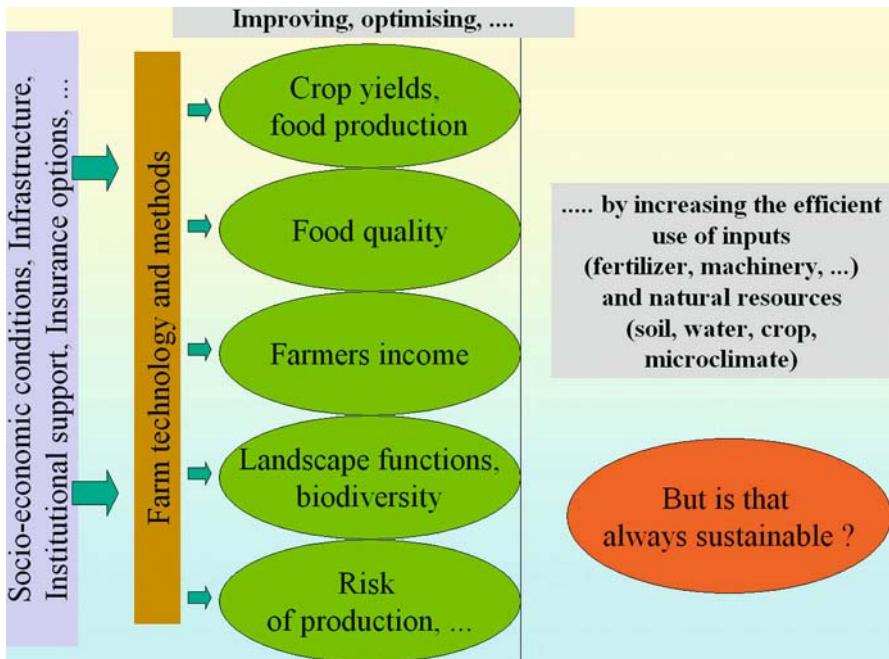 Improving, optimising, ....
Socio-economic conditions, Infrastructure,
Institutional support, Insurance options, ...
Farm technology and methods
Crop yields,
food production
Food quality
Farmers income
Landscape functions,
biodiversity
Risk
of production, ...
..... by increasing the efficient
use of inputs
(fertilizer, machinery, ...)
and natural resources
(soil, water, crop,
microclimate)
But is that
always sustainable ?